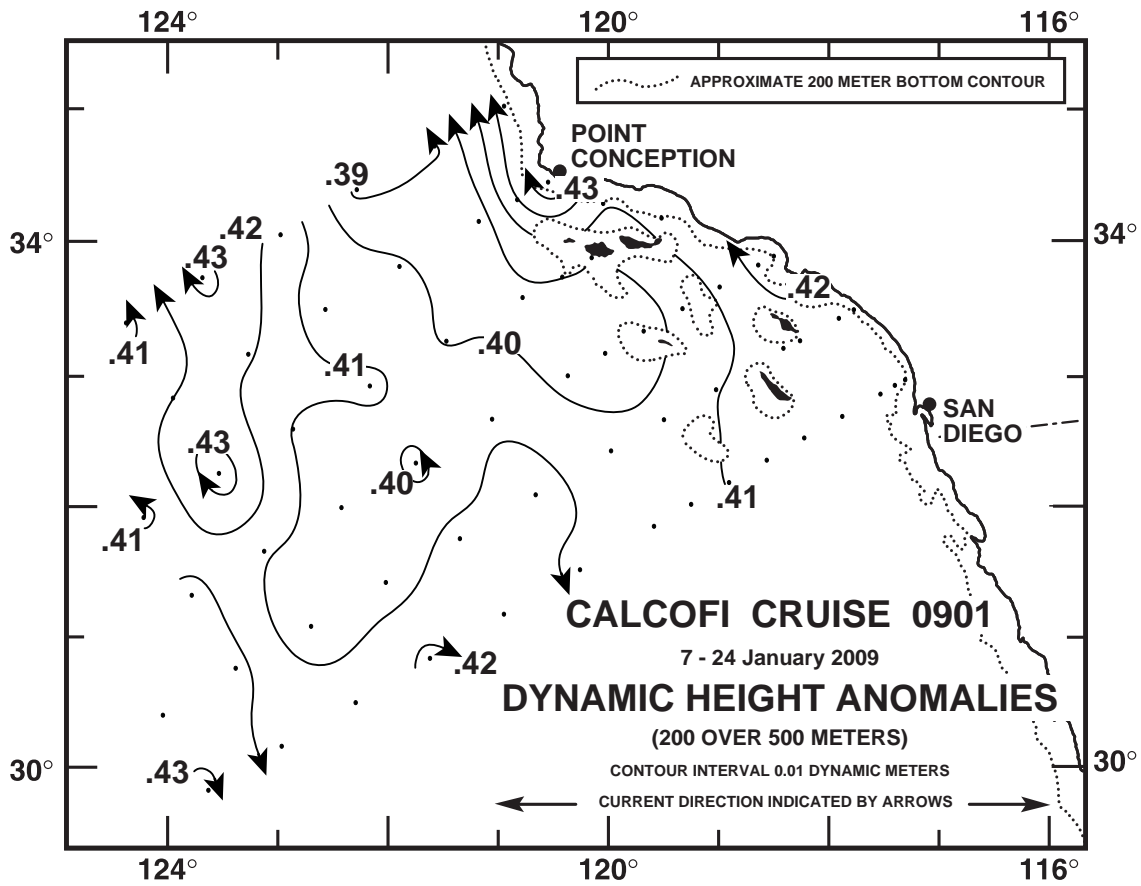 124° 120° 116°
APPROXIMATE 200 METER BOTTOM CONTOUR
POINT
CONCEPTION
.39
.43
.42
34°
34°
.43
.42
.41
.40
.41
.43
SAN
DIEGO
.40
.41
.41
CALCOFI CRUISE 0901
7 - 24 January 2009
.42
DYNAMIC HEIGHT ANOMALIES
(200 OVER 500 METERS)
30°
.43
CONTOUR INTERVAL 0.01 DYNAMIC METERS
30°
CURRENT DIRECTION INDICATED BY ARROWS
124° 120° 116°